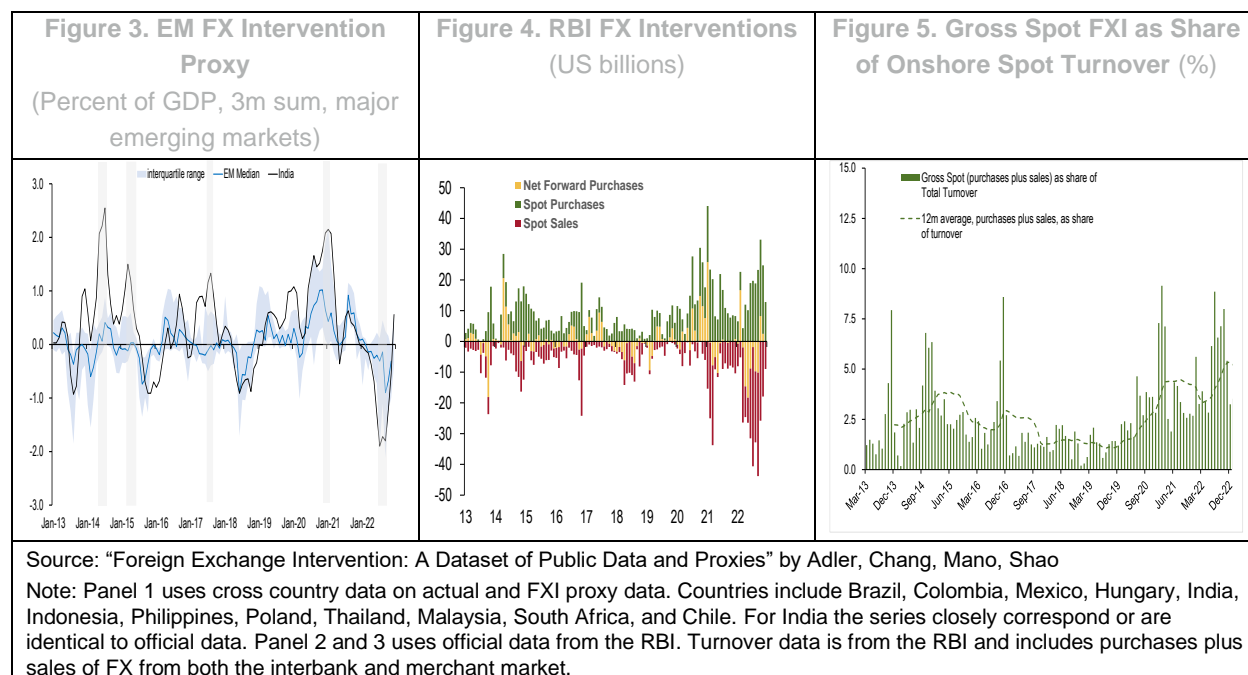 Figure 3. EM FX Intervention
Proxy
(Percent of GDP, 3m sum, major
emerging markets)
Figure 4. RBI FX Interventions
(US billions)
Figure 5. Gross Spot FXI as Share
of Onshore Spot Turnover (%)
interquartile range
EM Median
India
3.0
2.0
1.0
0.0
-1.0
-2.0
-3.0
Jan-13 Jan-14 Jan-15 Jan-16 Jan-17 Jan-18 Jan-19 Jan-20 Jan-21 Jan-22
Net Forward Purchases
Spot Purchases
Spot Sales
50
40
30
20
10
0
-10
-20
-30
-40
-50
13 14 15 16 17 18 19 20 21 22
Gross Spot (purchases plus sales) as share of
Total Turnover
12m average, purchases plus sales, as share
of turnover
15.0
12.5
10.0
7.5
5.0
2.5
0.0
Mar-13 Dec-13 Sep-14 Jun-15 Mar-16 Dec-16 Sep-17 Jun-18 Mar-19 Dec-19 Sep-20 Jun-21 Mar-22 Dec-22
Source: “Foreign Exchange Intervention: A Dataset of Public Data and Proxies” by Adler, Chang, Mano, Shao
Note: Panel 1 uses cross country data on actual and FXI proxy data. Countries include Brazil, Colombia, Mexico, Hungary, India,
Indonesia, Philippines, Poland, Thailand, Malaysia, South Africa, and Chile. For India the series closely correspond or are
identical to official data. Panel 2 and 3 uses official data from the RBI. Turnover data is from the RBI and includes purchases plus
sales of FX from both the interbank and merchant market.